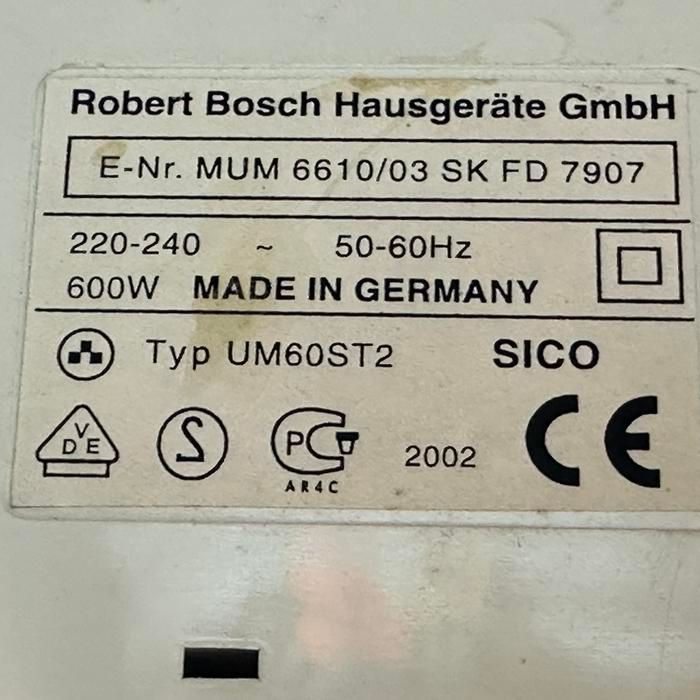 Robert Bosch Hausgeräte GmbH
E-Nr. MUM 6610/03 SK FD 7907
220-240 ~ 50-60Hz
600W MADE IN GERMANY
Typ UM60ST2 SICO
DVE S PC 2002 CE
AR4C